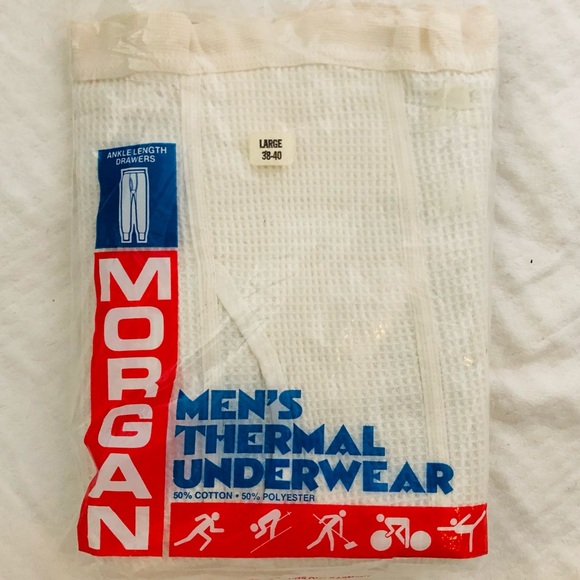 ANKLE LENGTH
DRAWERS
LARGE
38-40
MORGAN
MEN'S
THERMAL
UNDERWEAR
50% COTTON • 50% POLYESTER